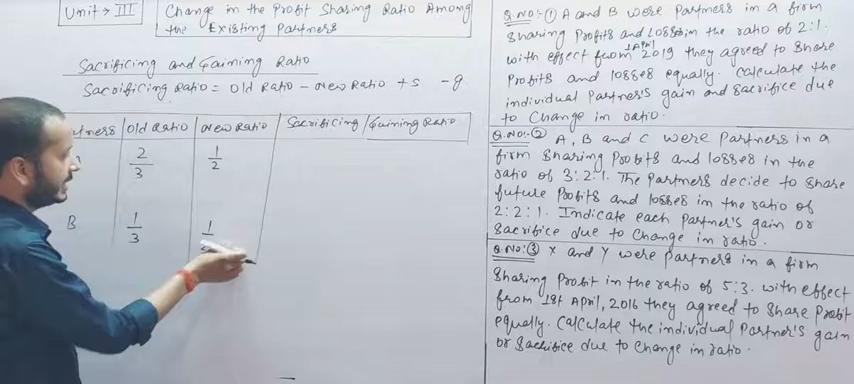 Unit → III
Change in the Profit Sharing Ratio Among
the Existing Partners
Sacrificing and Gaining Ratio
Sacrificing Ratio = Old Ratio - New Ratio +s -g
tners | Old Ratio | New Ratio | Sacrificing / Gaining Ratio
2/3 1/2
B 1/3 1
Q.No:- ① A and B were Partners in a firm
sharing Profits and losses in the ratio of 2:1.
with effect from 1 April 2019 they agreed to share
Profits and losses equally. Calculate the
individual Partner's gain and sacrifice due
to change in ratio.
Q.No:- ② A, B and C were Partners in a
firm sharing Profits and losses in the
ratio of 3:2:1. The Partners decide to share
future Profits and losses in the ratio of
2:2:1. Indicate each Partner's gain or
sacrifice due to change in ratio.
Q.No: ③ X and Y were Partners in a firm
sharing Profit in the ratio of 5:3. with effect
from 1st April, 2016 they agreed to share Profit
equally. Calculate the individual Partner's gain
or sacrifice due to change in ratio.